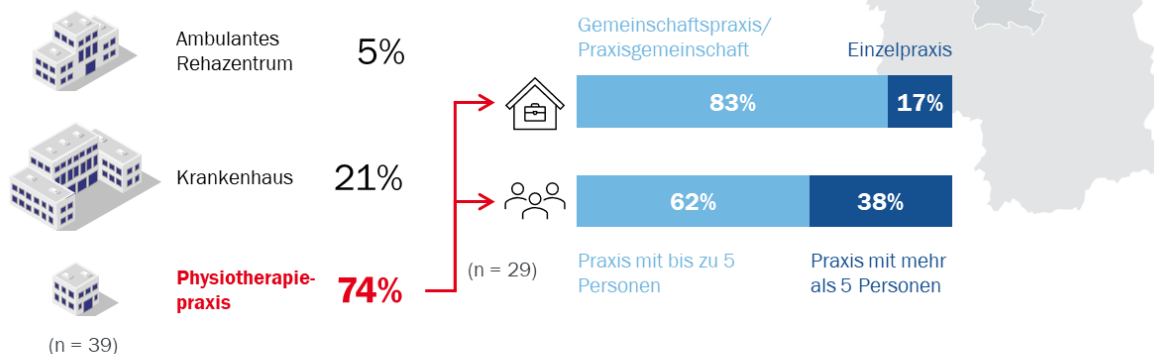 Ambulantes
Rehazentrum
5%
Krankenhaus
21%
Physiotherapie-
praxis
74%
(n = 39)
Gemeinschaftspraxis/
Praxisgemeinschaft
Einzelpraxis
83%
17%
62%
38%
(n = 29)
Praxis mit bis zu 5
Personen
Praxis mit mehr
als 5 Personen